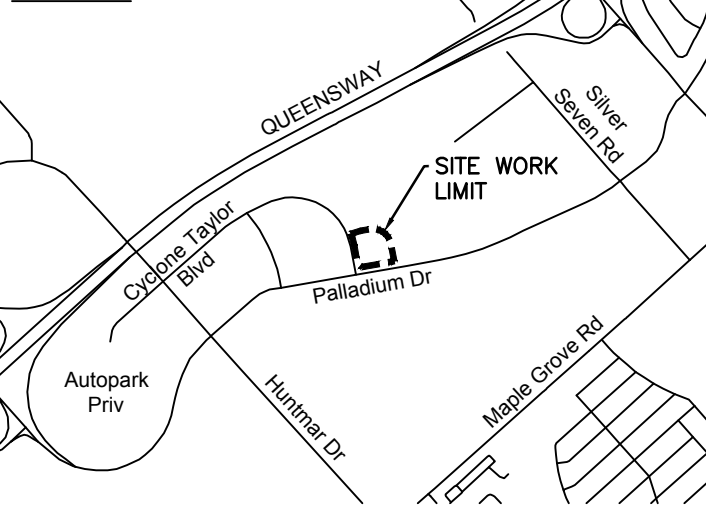 QUEENSWAY
Silver
Seven Rd
SITE WORK
LIMIT
Cyclone Taylor
Blvd
Palladium Dr
Autopark
Priv
Huntmar Dr
Maple Grove Rd